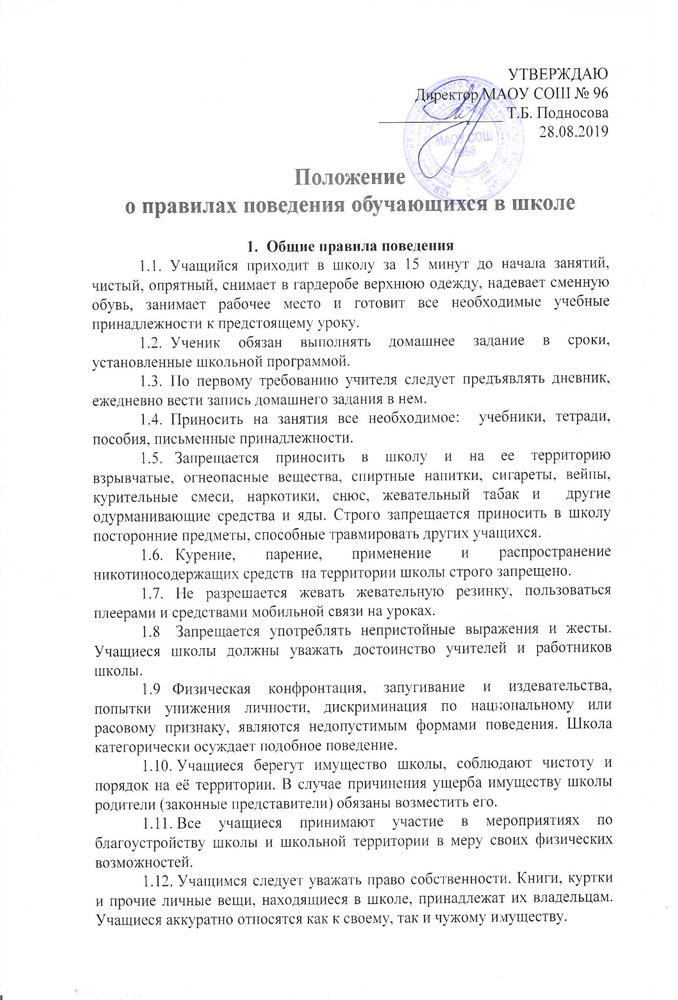 УТВЕРЖДАЮ
Директор МАОУ СОШ № 96
Т.Б. Подносова
28.08.2019
МАОУ СОШ
№96
Положение
о правилах поведения обучающихся в школе
1. Общие правила поведения
1.1. Учащийся приходит в школу за 15 минут до начала занятий,
чистый, опрятный, снимает в гардеробе верхнюю одежду, надевает сменную
обувь, занимает рабочее место и готовит все необходимые учебные
принадлежности к предстоящему уроку.
1.2. Ученик обязан выполнять домашнее задание в сроки,
установленные школьной программой.
1.3. По первому требованию учителя следует предъявлять дневник,
ежедневно вести запись домашнего задания в нем.
1.4. Приносить на занятия все необходимое: учебники, тетради,
пособия, письменные принадлежности.
1.5. Запрещается приносить в школу и на ее территорию
взрывчатые, огнеопасные вещества, спиртные напитки, сигареты, вейпы,
курительные смеси, наркотики, снюс, жевательный табак и другие
одурманивающие средства и яды. Строго запрещается приносить в школу
посторонние предметы, способные травмировать других учащихся.
1.6. Курение, парение, применение и распространение
никотиносодержащих средств на территории школы строго запрещено.
1.7. Не разрешается жевать жевательную резинку, пользоваться
плеерами и средствами мобильной связи на уроках.
1.8 Запрещается употреблять непристойные выражения и жесты.
Учащиеся школы должны уважать достоинство учителей и работников
школы.
1.9 Физическая конфронтация, запугивание и издевательства,
попытки унижения личности, дискриминация по национальному или
расовому признаку, являются недопустимым формами поведения. Школа
категорически осуждает подобное поведение.
1.10. Учащиеся берегут имущество школы, соблюдают чистоту и
порядок на её территории. В случае причинения ущерба имуществу школы
родители (законные представители) обязаны возместить его.
1.11. Все учащиеся принимают участие в мероприятиях по
благоустройству школы и школьной территории в меру своих физических
возможностей.
1.12. Учащимся следует уважать право собственности. Книги, куртки
и прочие личные вещи, находящиеся в школе, принадлежат их владельцам.
Учащиеся аккуратно относятся как к своему, так и чужому имуществу.